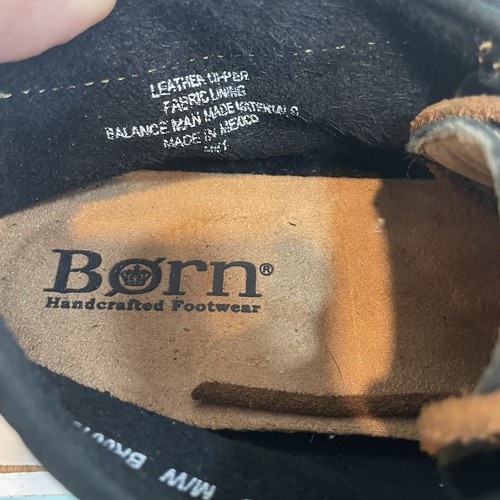 LEATHER UPPER
FABRIC LINING
BALANCE MAN MADE MATERIALS
MADE IN MEXICO
Børn®
Handcrafted Footwear
M/W